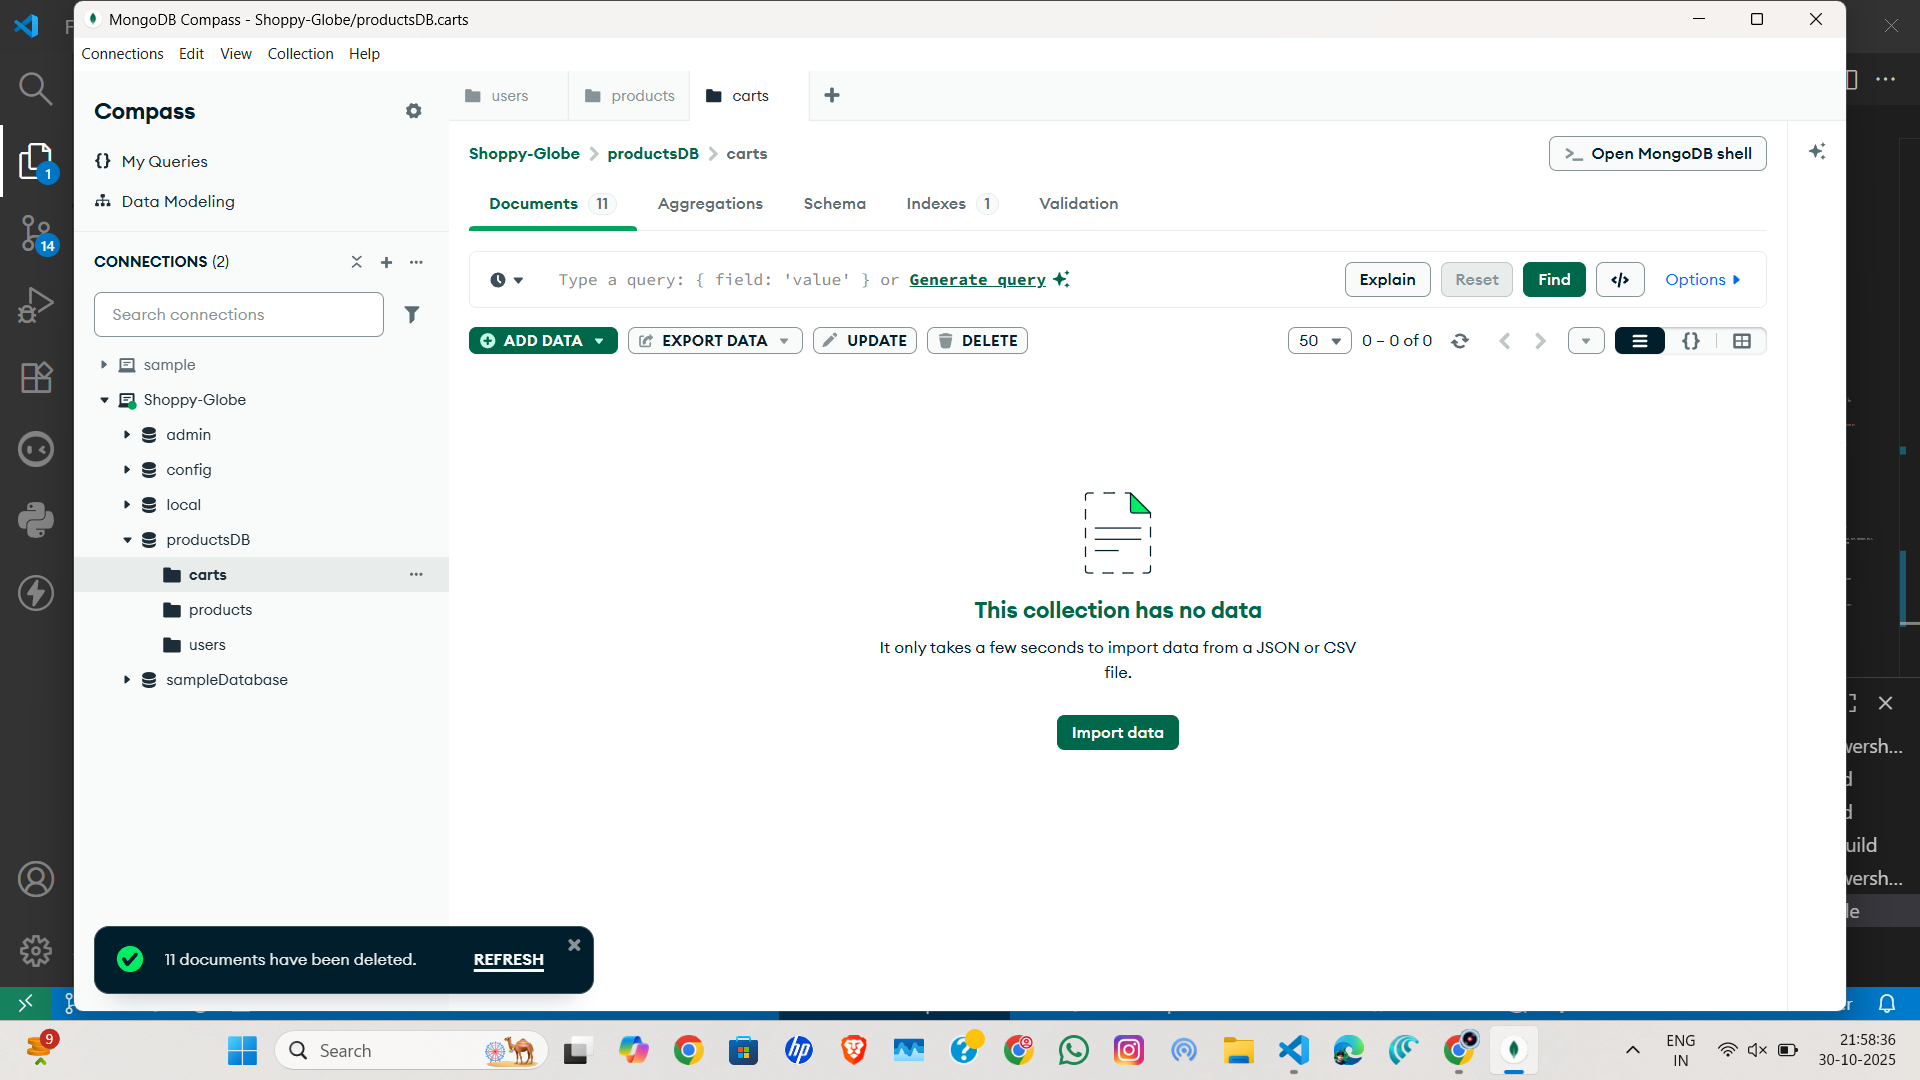 MongoDB Compass - Shoppy-Globe/productsDB.carts
Connections Edit View Collection Help
Compass
My Queries
Data Modeling
CONNECTIONS (2)
Search connections
sample
Shoppy-Globe
admin
config
local
productsDB
carts
products
users
sampleDatabase
users products carts
Shoppy-Globe productsDB carts
Open MongoDB shell
Documents 11 Aggregations Schema Indexes 1 Validation
Type a query: { field: 'value' } or Generate query
Explain Reset Find </> Options
ADD DATA EXPORT DATA UPDATE DELETE
50 0 – 0 of 0 {}
This collection has no data
It only takes a few seconds to import data from a JSON or CSV
file.
Import data
11 documents have been deleted. REFRESH
1
14
uild
9
Search
ENG
IN
21:58:36
30-10-2025